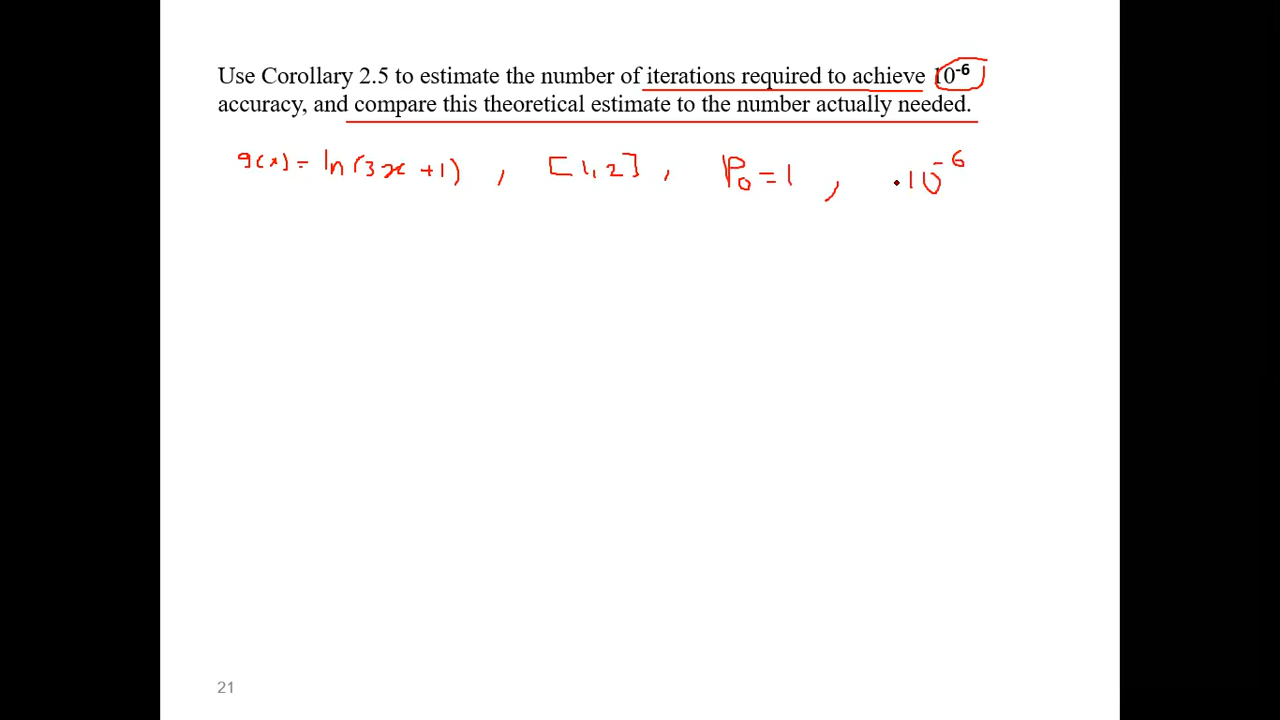 Use Corollary 2.5 to estimate the number of iterations required to achieve 10⁻⁶
accuracy, and compare this theoretical estimate to the number actually needed.
g(x) = ln(3x + 1) , [1,2] , P₀ = 1 , 10⁻⁶
21